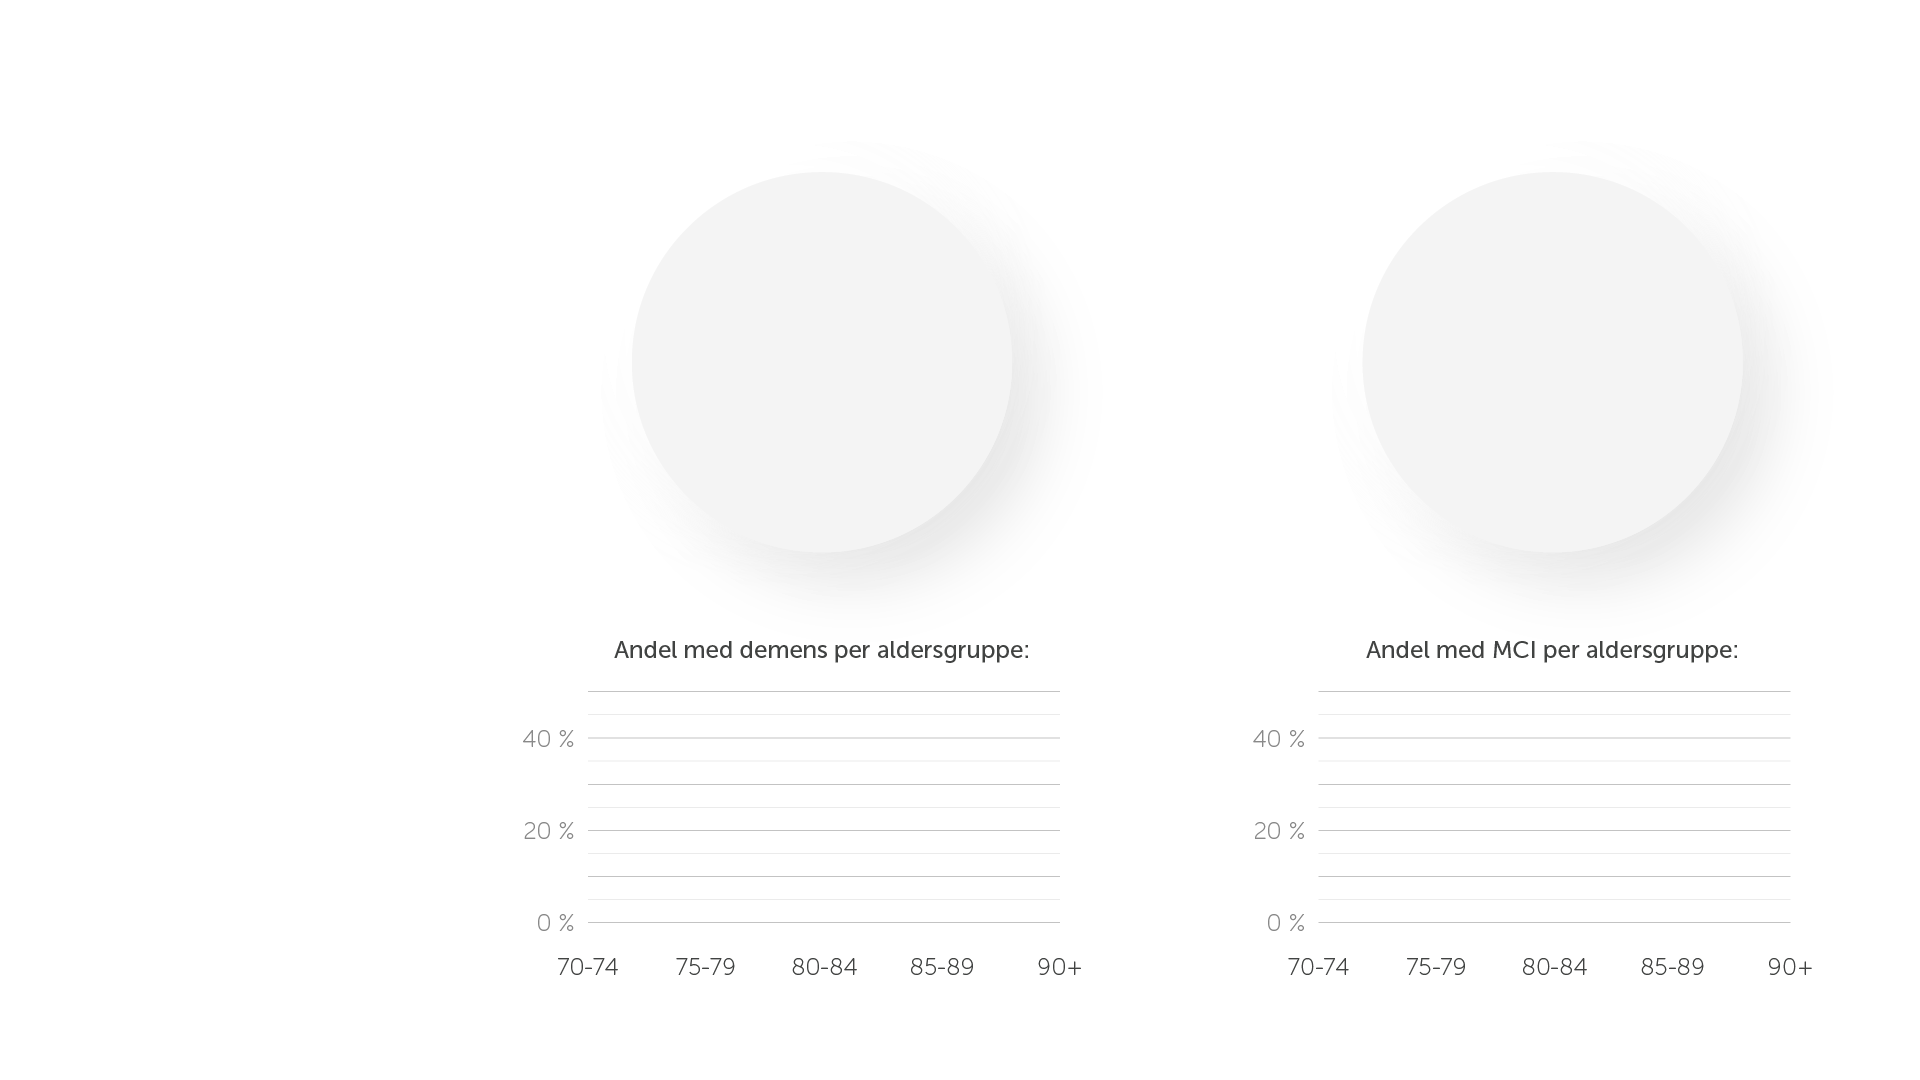 Andel med demens per aldersgruppe:
40 %
20 %
0 %
70-74 75-79 80-84 85-89 90+
Andel med MCI per aldersgruppe:
40 %
20 %
0 %
70-74 75-79 80-84 85-89 90+